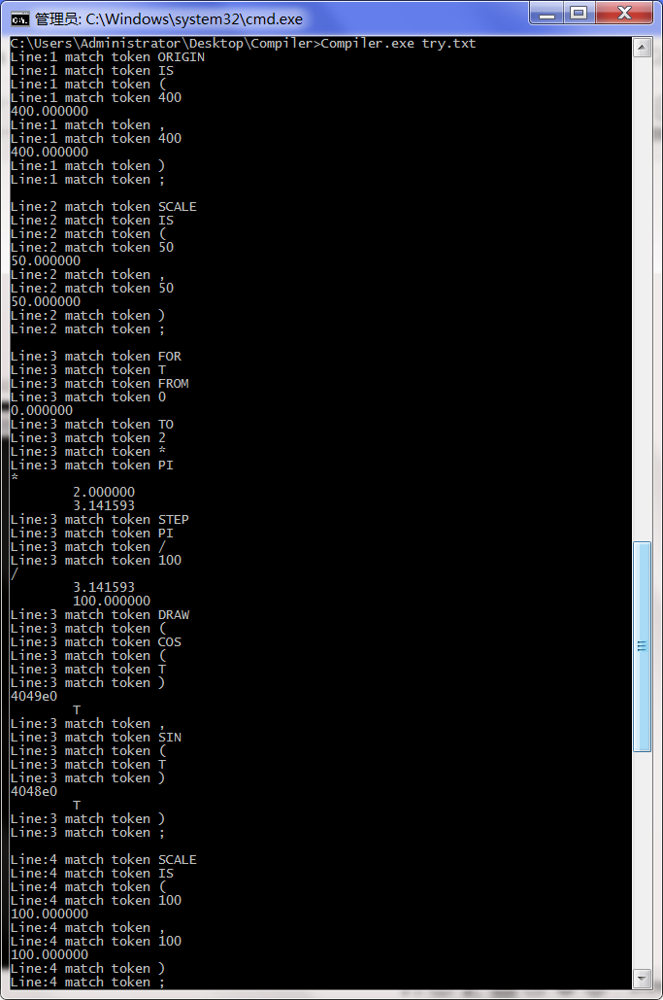 管理员: C:\Windows\system32\cmd.exe
C:\Users\Administrator\Desktop\Compiler>Compiler.exe try.txt
Line:1 match token ORIGIN
Line:1 match token IS
Line:1 match token (
Line:1 match token 400
400.000000
Line:1 match token ,
Line:1 match token 400
400.000000
Line:1 match token )
Line:1 match token ;
Line:2 match token SCALE
Line:2 match token IS
Line:2 match token (
Line:2 match token 50
50.000000
Line:2 match token ,
Line:2 match token 50
50.000000
Line:2 match token )
Line:2 match token ;
Line:3 match token FOR
Line:3 match token T
Line:3 match token FROM
Line:3 match token 0
0.000000
Line:3 match token TO
Line:3 match token 2
Line:3 match token *
Line:3 match token PI
*
2.000000
3.141593
Line:3 match token STEP
Line:3 match token PI
Line:3 match token /
Line:3 match token 100
/
3.141593
100.000000
Line:3 match token DRAW
Line:3 match token (
Line:3 match token COS
Line:3 match token (
Line:3 match token T
Line:3 match token )
4049e0
T
Line:3 match token ,
Line:3 match token SIN
Line:3 match token (
Line:3 match token T
Line:3 match token )
4048e0
T
Line:3 match token )
Line:3 match token ;
Line:4 match token SCALE
Line:4 match token IS
Line:4 match token (
Line:4 match token 100
100.000000
Line:4 match token ,
Line:4 match token 100
100.000000
Line:4 match token )
Line:4 match token ;